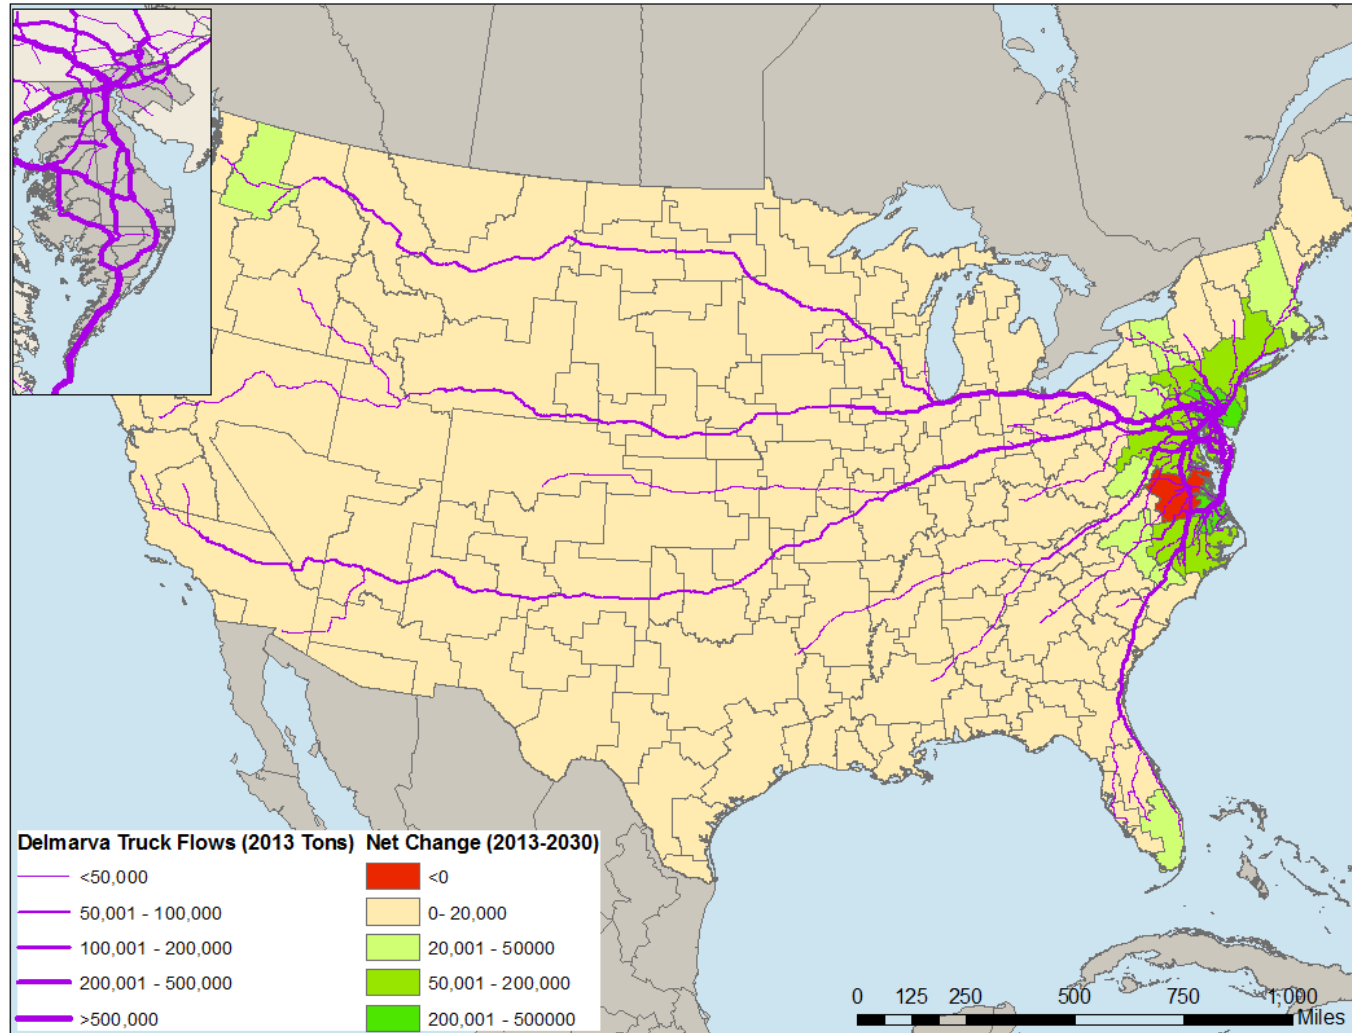 Delmarva Truck Flows (2013 Tons) Net Change (2013-2030)
<50,000 <0
50,001 - 100,000 0- 20,000
100,001 - 200,000 20,001 - 50000
200,001 - 500,000 50,001 - 200,000
>500,000 200,001 - 500000
0 125 250 500 750 1,000
Miles